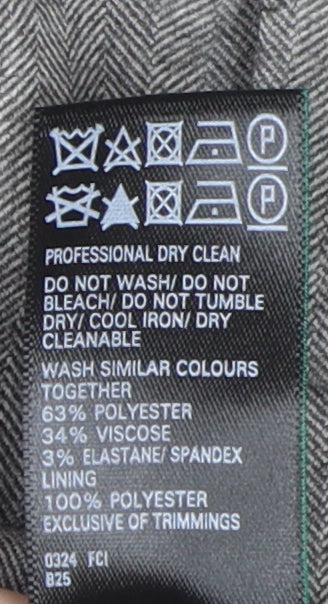 P
P
PROFESSIONAL DRY CLEAN
DO NOT WASH/ DO NOT
BLEACH/ DO NOT TUMBLE
DRY/ COOL IRON/ DRY
CLEANABLE
WASH SIMILAR COLOURS
TOGETHER
63% POLYESTER
34% VISCOSE
3% ELASTANE/ SPANDEX
LINING
100% POLYESTER
EXCLUSIVE OF TRIMMINGS
0324 FCI
B25